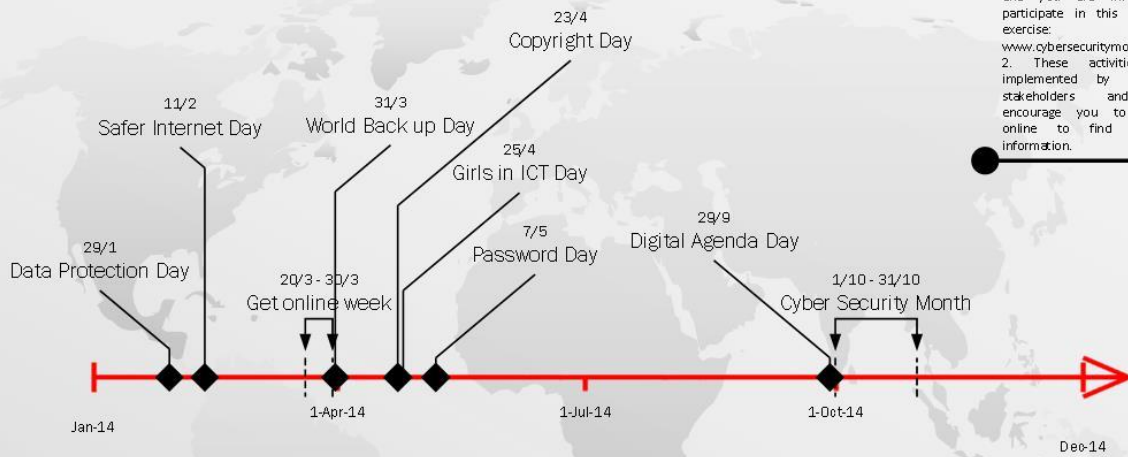 participate in this
exercise:
2. These activiti
implemented by
stakeholders and
encourage you to
online to find
information.
23/4
Copyright Day
11/2
Safer Internet Day
31/3
World Back up Day
25/4
Girls in ICT Day
29/9
Digital Agenda Day
7/5
Password Day
29/1
Data Protection Day
20/3 - 30/3
Get online week
1/10 - 31/10
Cyber Security Month
Jan-14
1-Apr-14
1-Jul-14
1-Oct-14
Dec-14